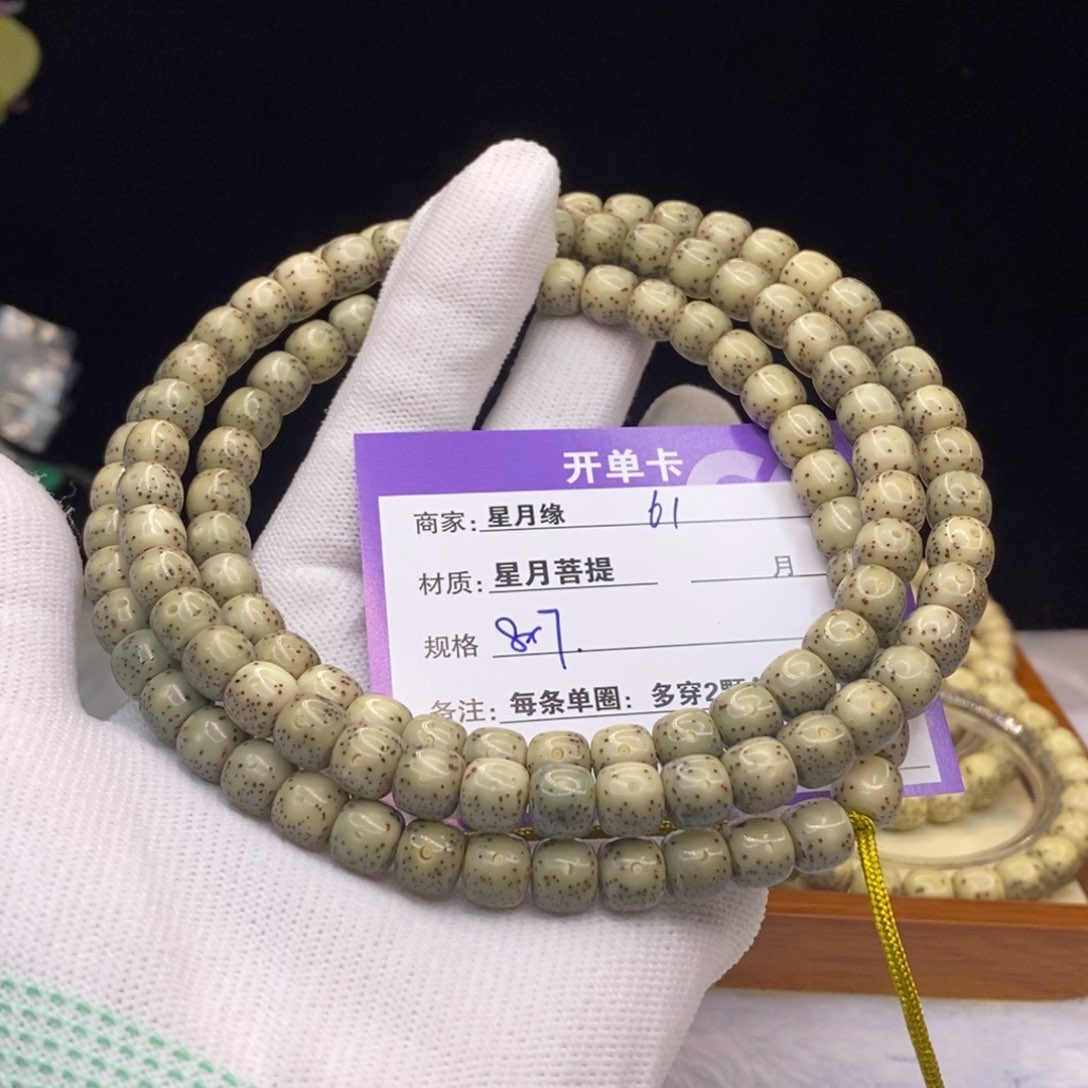 开单卡
商家: 星月缘 61
材质: 星月菩提 月
规格 8x7.
备注: 每条单圈: 多穿2颗